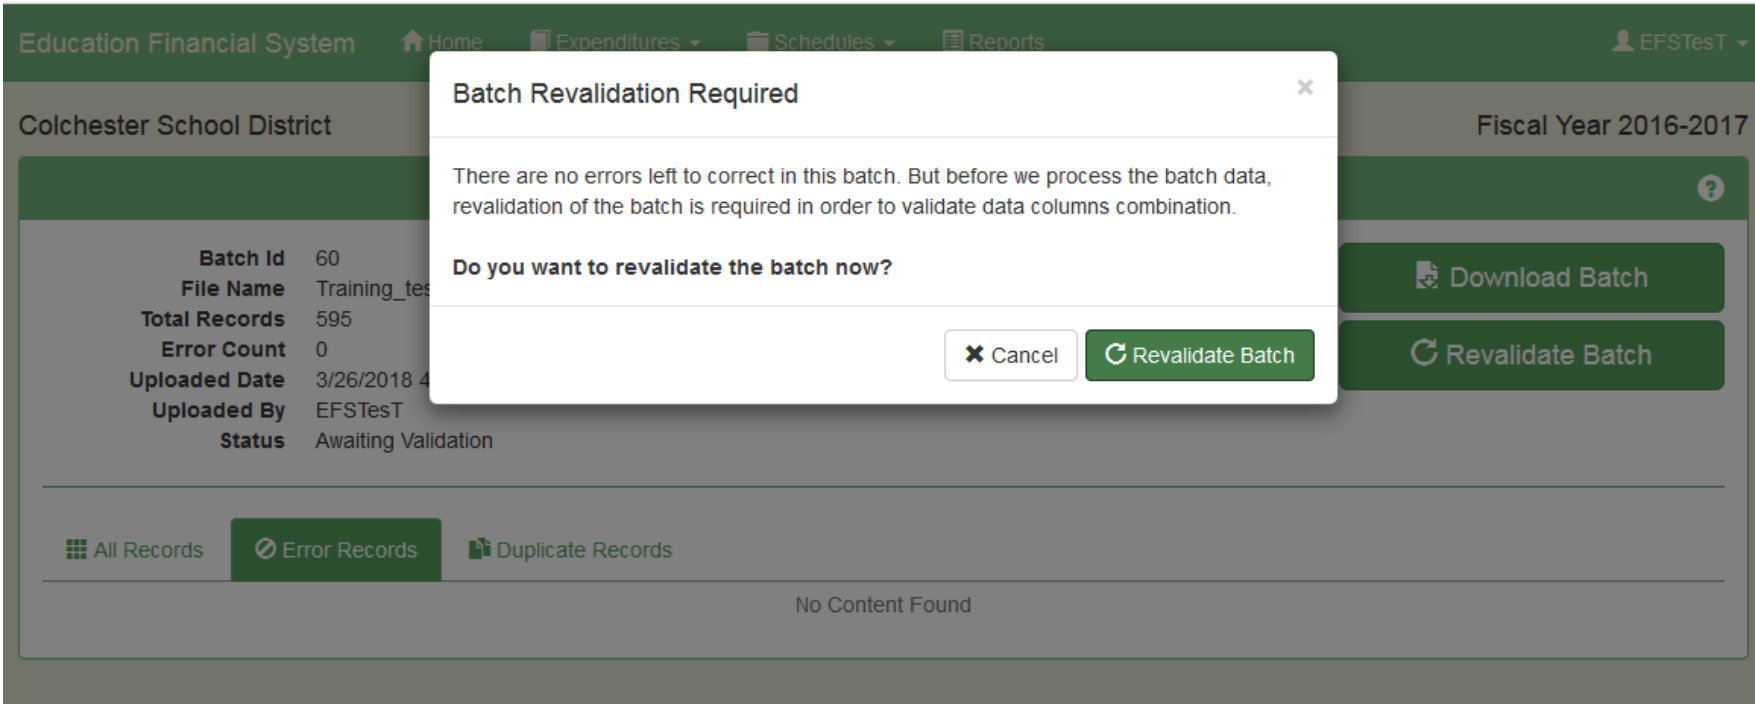 Education Financial System Home Expenditures Schedules Reports EFSTesT
Batch Revalidation Required ×
Colchester School District Fiscal Year 2016-2017
There are no errors left to correct in this batch. But before we process the batch data,
revalidation of the batch is required in order to validate data columns combination.
Do you want to revalidate the batch now?
Cancel Revalidate Batch
Batch Id 60
File Name Training_tes
Total Records 595
Error Count 0
Uploaded Date 3/26/2018 4
Uploaded By EFSTesT
Status Awaiting Validation
Download Batch
Revalidate Batch
All Records Error Records Duplicate Records
No Content Found